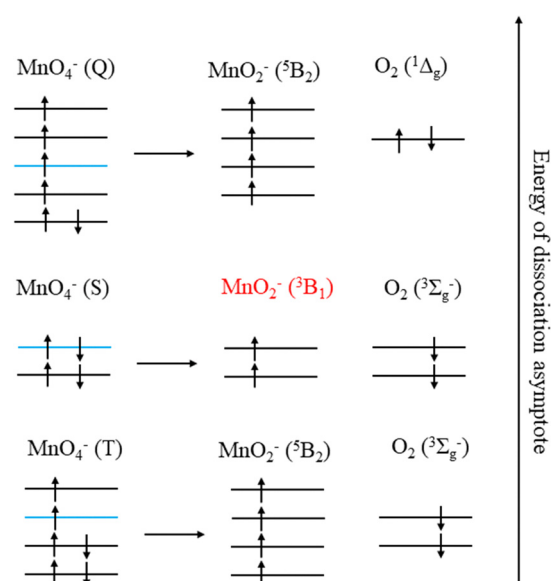 MnO₄⁻ (Q) MnO₂⁻ (⁵B₂) O₂ (¹Δg)
MnO₄⁻ (S) MnO₂⁻ (³B₁) O₂ (³Σg⁻)
MnO₄⁻ (T) MnO₂⁻ (⁵B₂) O₂ (³Σg⁻)
Energy of dissociation asymptote